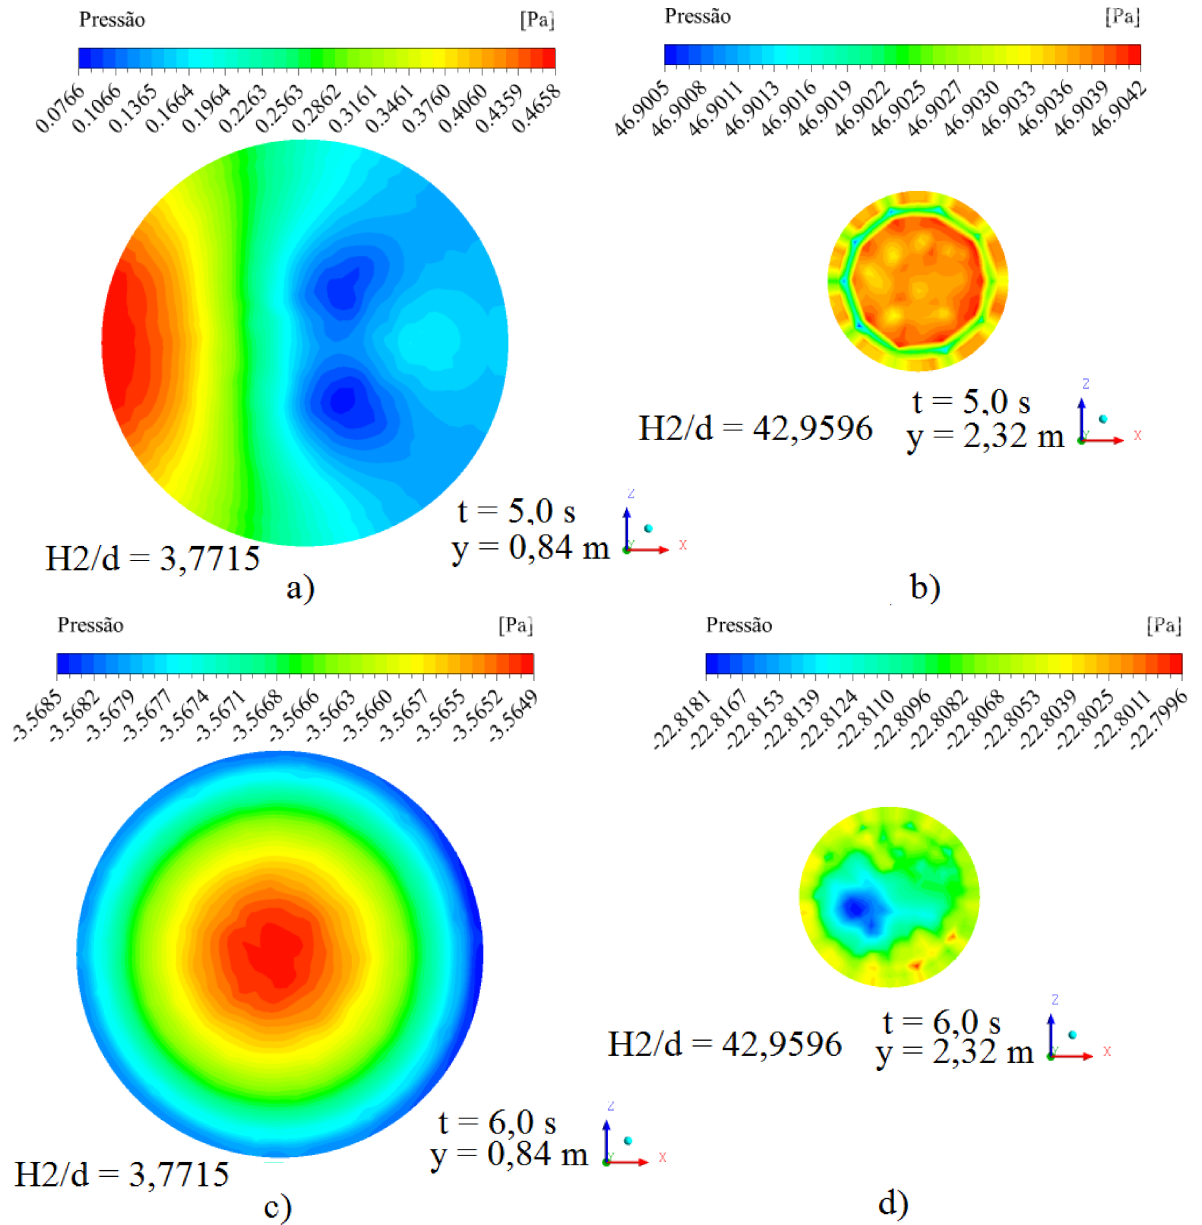 Pressão [Pa]
0.0766 0.1066 0.1365 0.1664 0.1964 0.2263 0.2563 0.2862 0.3161 0.3461 0.3760 0.4060 0.4359 0.4658
H2/d = 3,7715
t = 5,0 s
y = 0,84 m
Z
Y
X
a)
Pressão [Pa]
46.9005 46.9008 46.9011 46.9013 46.9016 46.9019 46.9022 46.9025 46.9027 46.9030 46.9033 46.9036 46.9039 46.9042
H2/d = 42,9596
t = 5,0 s
y = 2,32 m
Z
Y
X
b)
Pressão [Pa]
-3.5685 -3.5682 -3.5679 -3.5677 -3.5674 -3.5671 -3.5668 -3.5666 -3.5663 -3.5660 -3.5657 -3.5655 -3.5652 -3.5649
H2/d = 3,7715
t = 6,0 s
y = 0,84 m
Z
Y
X
c)
Pressão [Pa]
-22.8181 -22.8167 -22.8153 -22.8139 -22.8124 -22.8110 -22.8096 -22.8082 -22.8068 -22.8053 -22.8039 -22.8025 -22.8011 -22.7996
H2/d = 42,9596
t = 6,0 s
y = 2,32 m
Z
Y
X
d)